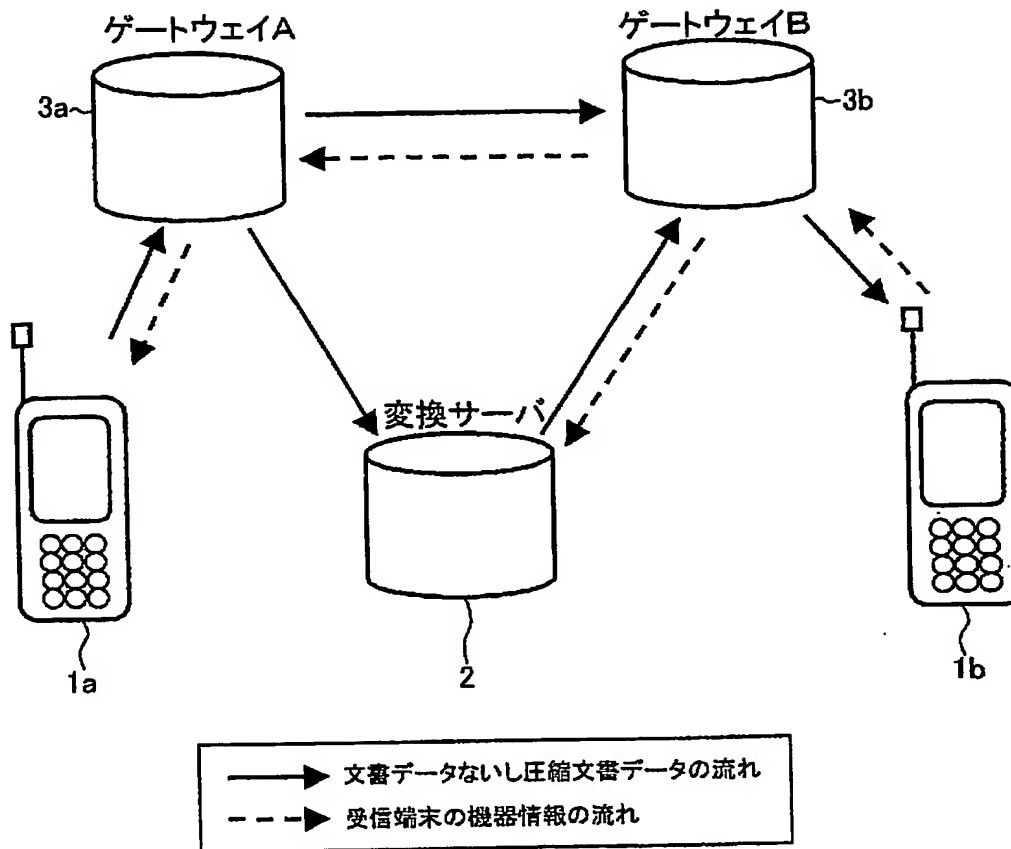 ゲートウェイA
ゲートウェイB
3a
3b
変換サーバ
1a
2
1b
文書データないし圧縮文書データの流れ
受信端末の機器情報の流れ